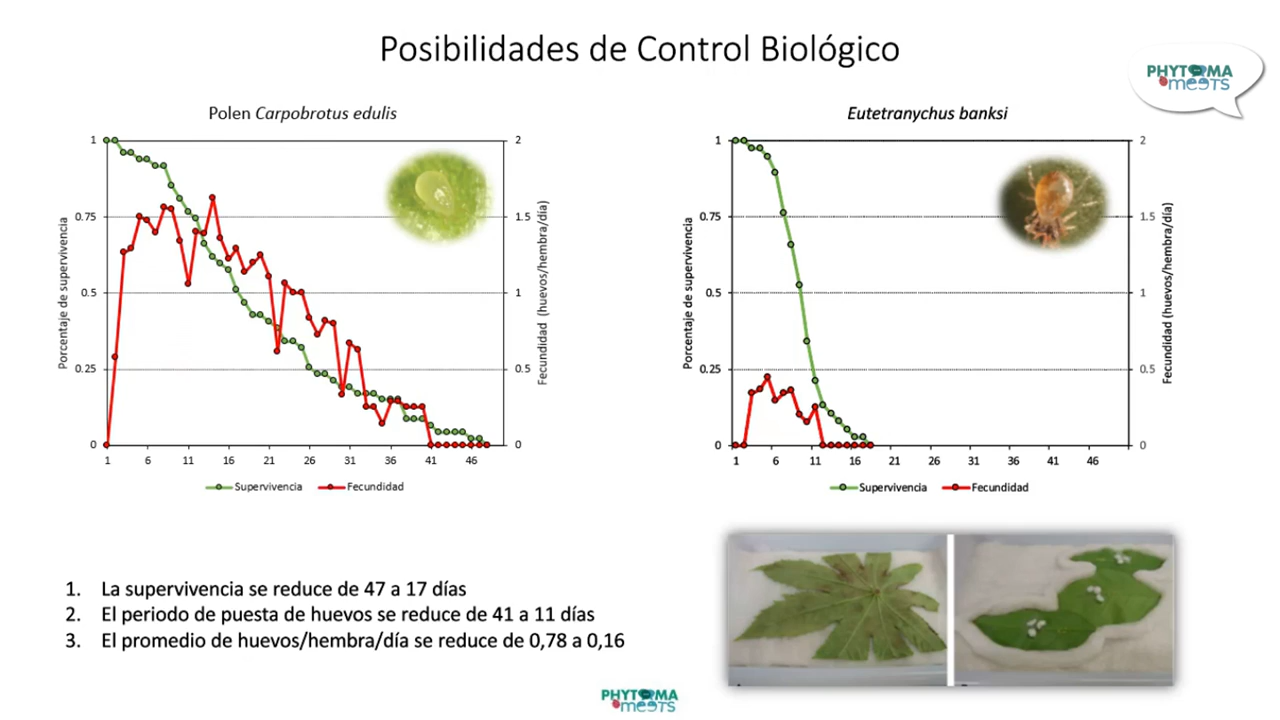 Posibilidades de Control Biológico
PHYTOMA
meets
Polen Carpobrotus edulis
1
0.75
0.5
0.25
0
2
1.5
1
0.5
0
Porcentaje de supervivencia
Fecundidad (huevos/hembra/día)
1 6 11 16 21 26 31 36 41 46
Supervivencia Fecundidad
Eutetranychus banksi
1
0.75
0.5
0.25
0
2
1.5
1
0.5
0
Porcentaje de supervivencia
Fecundidad (huevos/hembra/día)
1 6 11 16 21 26 31 36 41 46
Supervivencia Fecundidad
1. La supervivencia se reduce de 47 a 17 días
2. El periodo de puesta de huevos se reduce de 41 a 11 días
3. El promedio de huevos/hembra/día se reduce de 0,78 a 0,16
PHYTOMA
meets